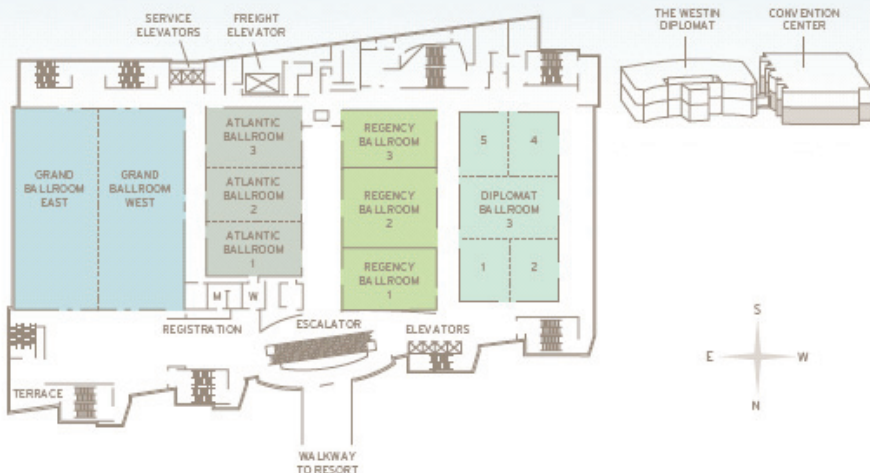 SERVICE
ELEVATORS
FREIGHT
ELEVATOR
THE WESTIN
DIPLOMAT
CONVENTION
CENTER
GRAND
BALLROOM
EAST
GRAND
BALLROOM
WEST
ATLANTIC
BALLROOM
3
ATLANTIC
BALLROOM
2
ATLANTIC
BALLROOM
1
REGENCY
BALLROOM
3
REGENCY
BALLROOM
2
REGENCY
BALLROOM
1
5
4
DIPLOMAT
BALLROOM
3
1
2
M
W
REGISTRATION
ESCALATOR
ELEVATORS
TERRACE
WALKWAY
TO RESORT
S
E
W
N